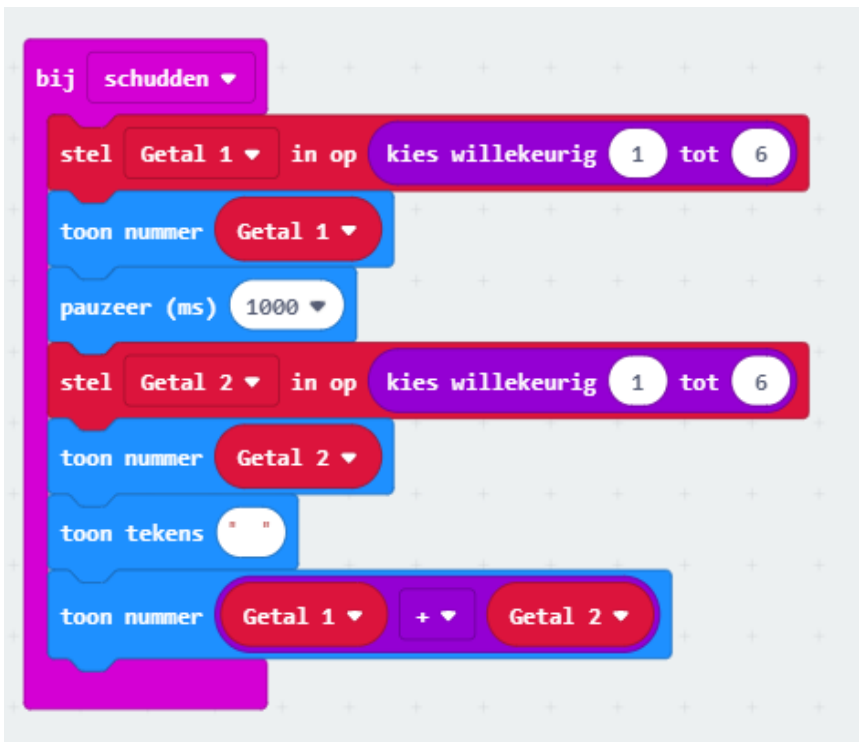 bij schudden
stel Getal 1 in op kies willekeurig 1 tot 6
toon nummer Getal 1
pauzeer (ms) 1000
stel Getal 2 in op kies willekeurig 1 tot 6
toon nummer Getal 2
toon tekens " "
toon nummer Getal 1 + Getal 2